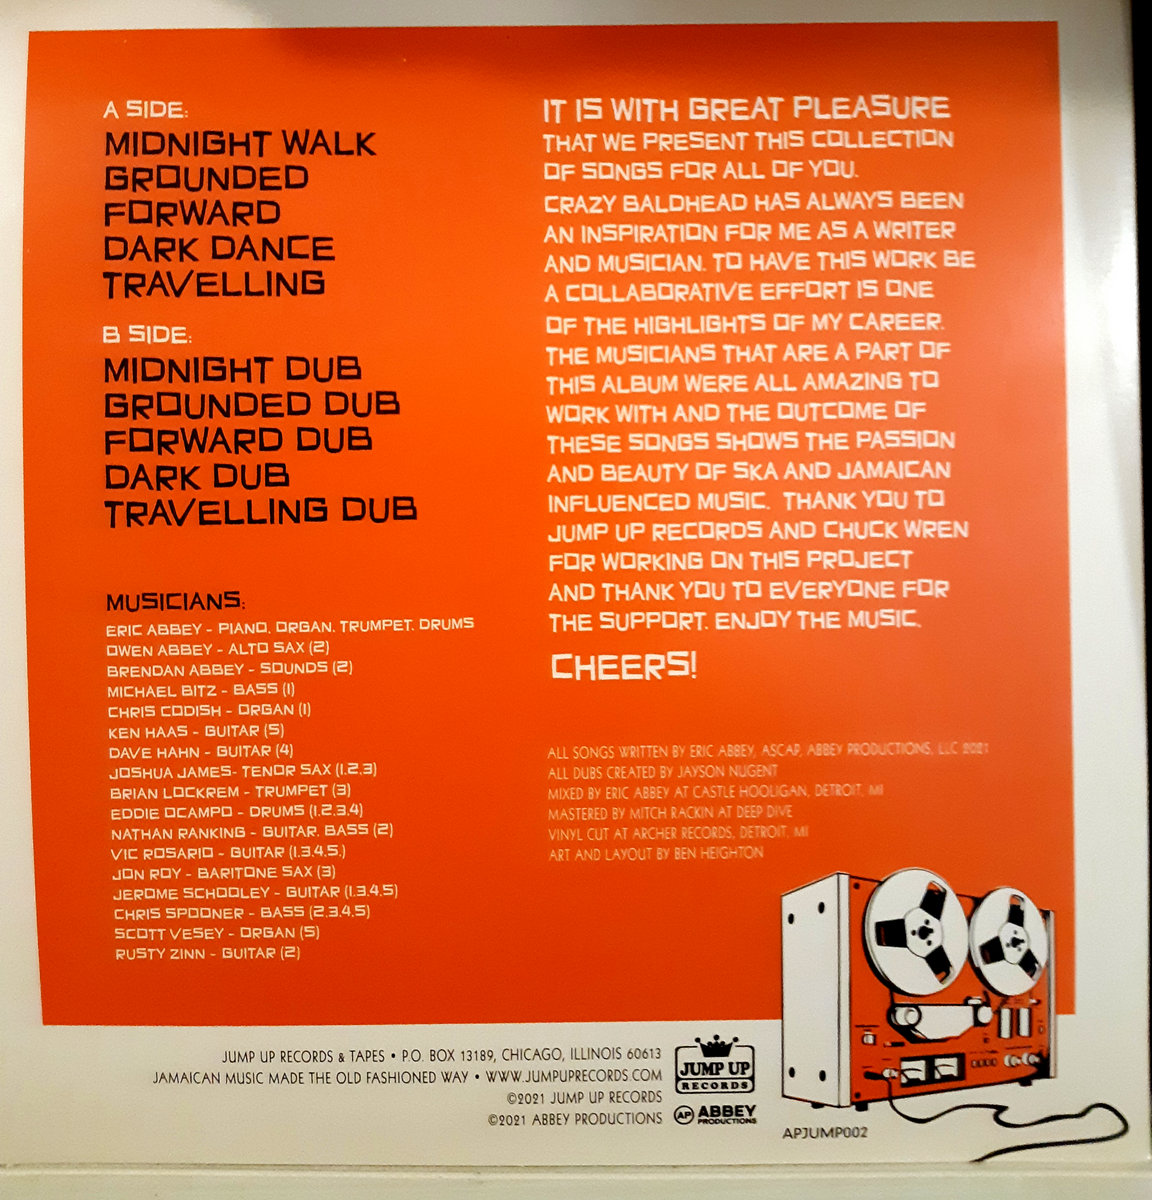 A SIDE:
MIDNIGHT WALK
GROUNDED
FORWARD
DARK DANCE
TRAVELLING
B SIDE:
MIDNIGHT DUB
GROUNDED DUB
FORWARD DUB
DARK DUB
TRAVELLING DUB
MUSICIANS:
ERIC ABBEY - PIANO, ORGAN, TRUMPET, DRUMS
OWEN ABBEY - ALTO SAX (2)
BRENDAN ABBEY - SOUNDS (2)
MICHAEL BITZ - BASS (1)
CHRIS CODISH - ORGAN (1)
KEN HAAS - GUITAR (5)
DAVE HAHN - GUITAR (4)
JOSHUA JAMES- TENOR SAX (1,2,3)
BRIAN LOCKREM - TRUMPET (3)
EDDIE OCAMPO - DRUMS (1,2,3,4)
NATHAN RANKING - GUITAR, BASS (2)
VIC ROSARIO - GUITAR (1,3,4,5,)
JON ROY - BARITONE SAX (3)
JEROME SCHOOLEY - GUITAR (1,3,4,5)
CHRIS SPOONER - BASS (2,3,4,5)
SCOTT VESEY - ORGAN (5)
RUSTY ZINN - GUITAR (2)
IT IS WITH GREAT PLEASURE
THAT WE PRESENT THIS COLLECTION
OF SONGS FOR ALL OF YOU.
CRAZY BALDHEAD HAS ALWAYS BEEN
AN INSPIRATION FOR ME AS A WRITER
AND MUSICIAN. TO HAVE THIS WORK BE
A COLLABORATIVE EFFORT IS ONE
OF THE HIGHLIGHTS OF MY CAREER.
THE MUSICIANS THAT ARE A PART OF
THIS ALBUM WERE ALL AMAZING TO
WORK WITH AND THE OUTCOME OF
THESE SONGS SHOWS THE PASSION
AND BEAUTY OF SKA AND JAMAICAN
INFLUENCED MUSIC. THANK YOU TO
JUMP UP RECORDS AND CHUCK WREN
FOR WORKING ON THIS PROJECT
AND THANK YOU TO EVERYONE FOR
THE SUPPORT. ENJOY THE MUSIC.
CHEERS!
ALL SONGS WRITTEN BY ERIC ABBEY, ASCAP, ABBEY PRODUCTIONS, LLC 2021
ALL DUBS CREATED BY JAYSON NUGENT
MIXED BY ERIC ABBEY AT CASTLE HOOLIGAN, DETROIT, MI
MASTERED BY MITCH RACKIN AT DEEP DIVE
VINYL CUT AT ARCHER RECORDS, DETROIT, MI
ART AND LAYOUT BY BEN HEIGHTON
JUMP UP RECORDS & TAPES • P.O. BOX 13189, CHICAGO, ILLINOIS 60613
JAMAICAN MUSIC MADE THE OLD FASHIONED WAY • WWW.JUMPUPRECORDS.COM
©2021 JUMP UP RECORDS
©2021 ABBEY PRODUCTIONS
JUMP UP
RECORDS
AP ABBEY
PRODUCTIONS
APJUMP002